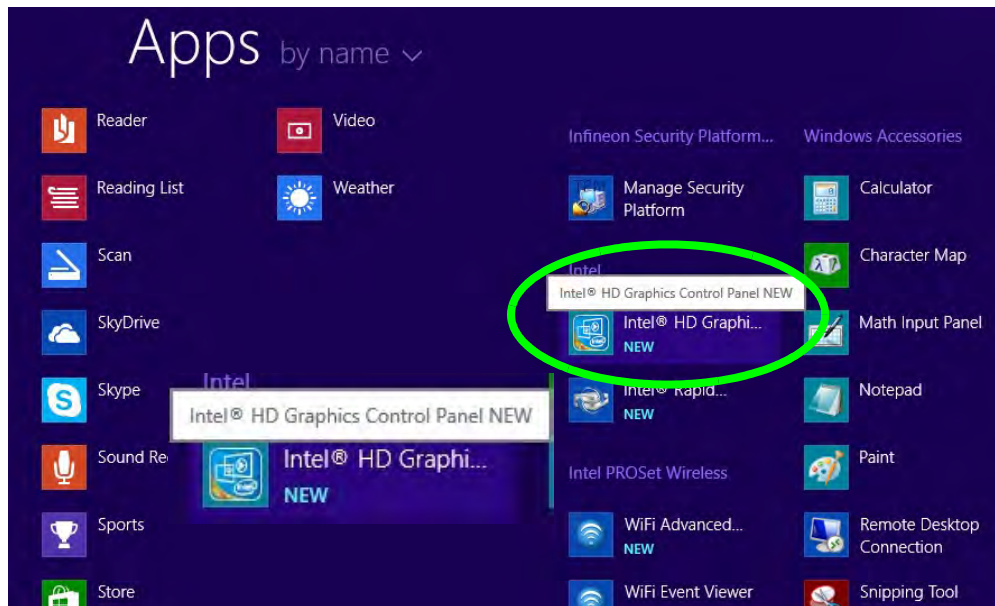 Apps by name
Reader
Reading List
Scan
SkyDrive
Skype
Sound Re
Sports
Store
Video
Weather
Intel
Intel® HD Graphics Control Panel NEW
Intel® HD Graphi...
NEW
Infineon Security Platform...
Manage Security
Platform
Intel
Intel® HD Graphics Control Panel NEW
Intel® HD Graphi...
NEW
Intel® Rapid...
NEW
Intel PROSet Wireless
WiFi Advanced...
NEW
WiFi Event Viewer
Windows Accessories
Calculator
Character Map
Math Input Panel
Notepad
Paint
Remote Desktop
Connection
Snipping Tool